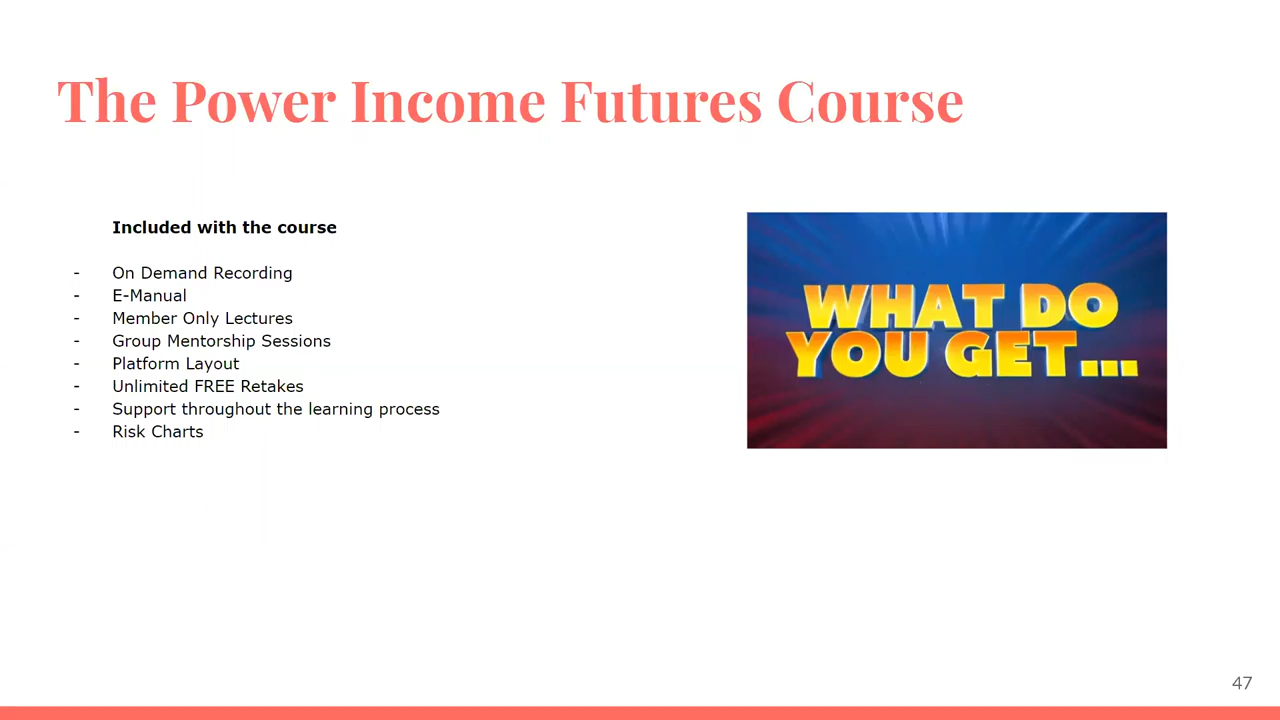 The Power Income Futures Course
Included with the course
- On Demand Recording
- E-Manual
- Member Only Lectures
- Group Mentorship Sessions
- Platform Layout
- Unlimited FREE Retakes
- Support throughout the learning process
- Risk Charts
WHAT DO
YOU GET...
47